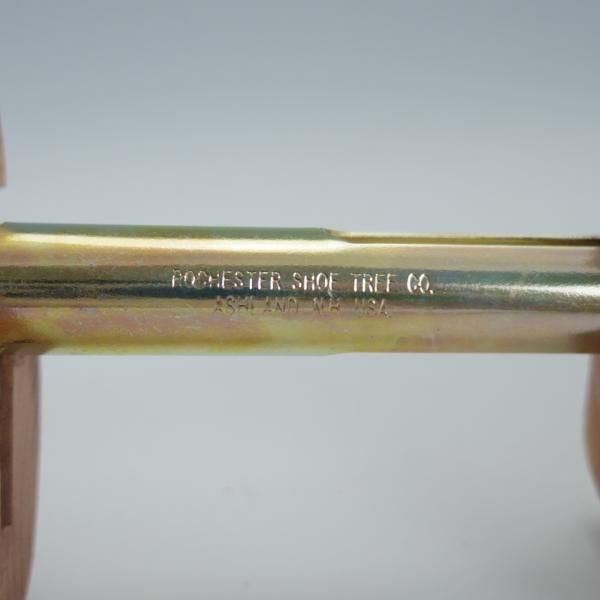 ROCHESTER SHOE TREE CO.
ASHLAND N.H. USA